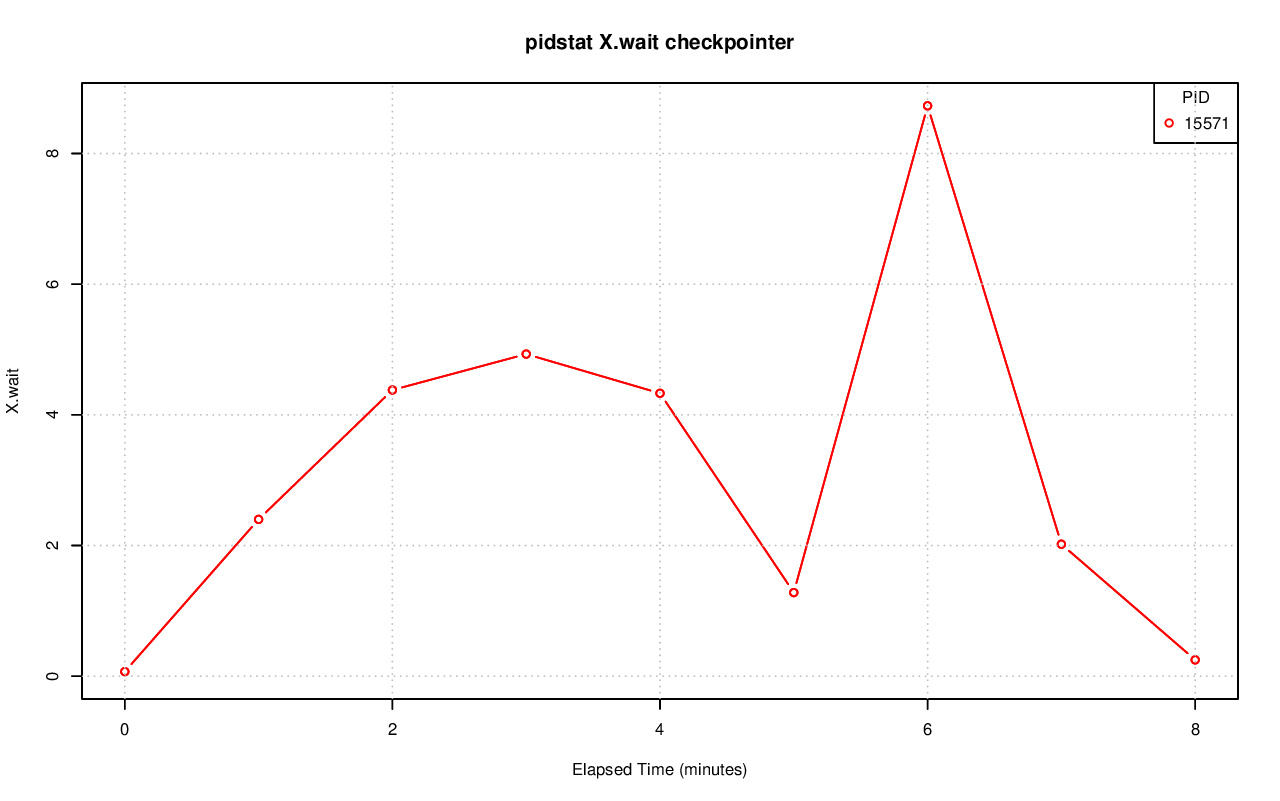 pidstat X.wait checkpointer
PID
15571
8
6
4
2
0
X.wait
0 2 4 6 8
Elapsed Time (minutes)